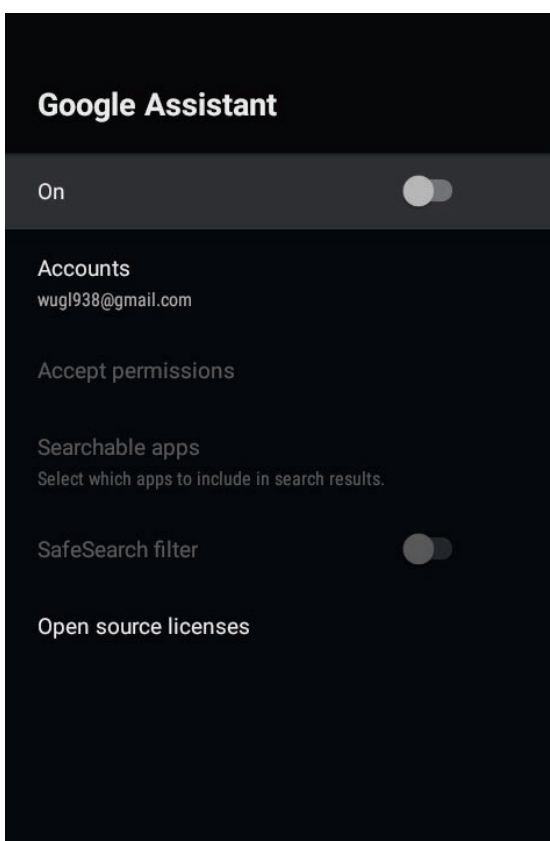 Google Assistant
On
Accounts
wugl938@gmail.com
Accept permissions
Searchable apps
Select which apps to include in search results.
SafeSearch filter
Open source licenses